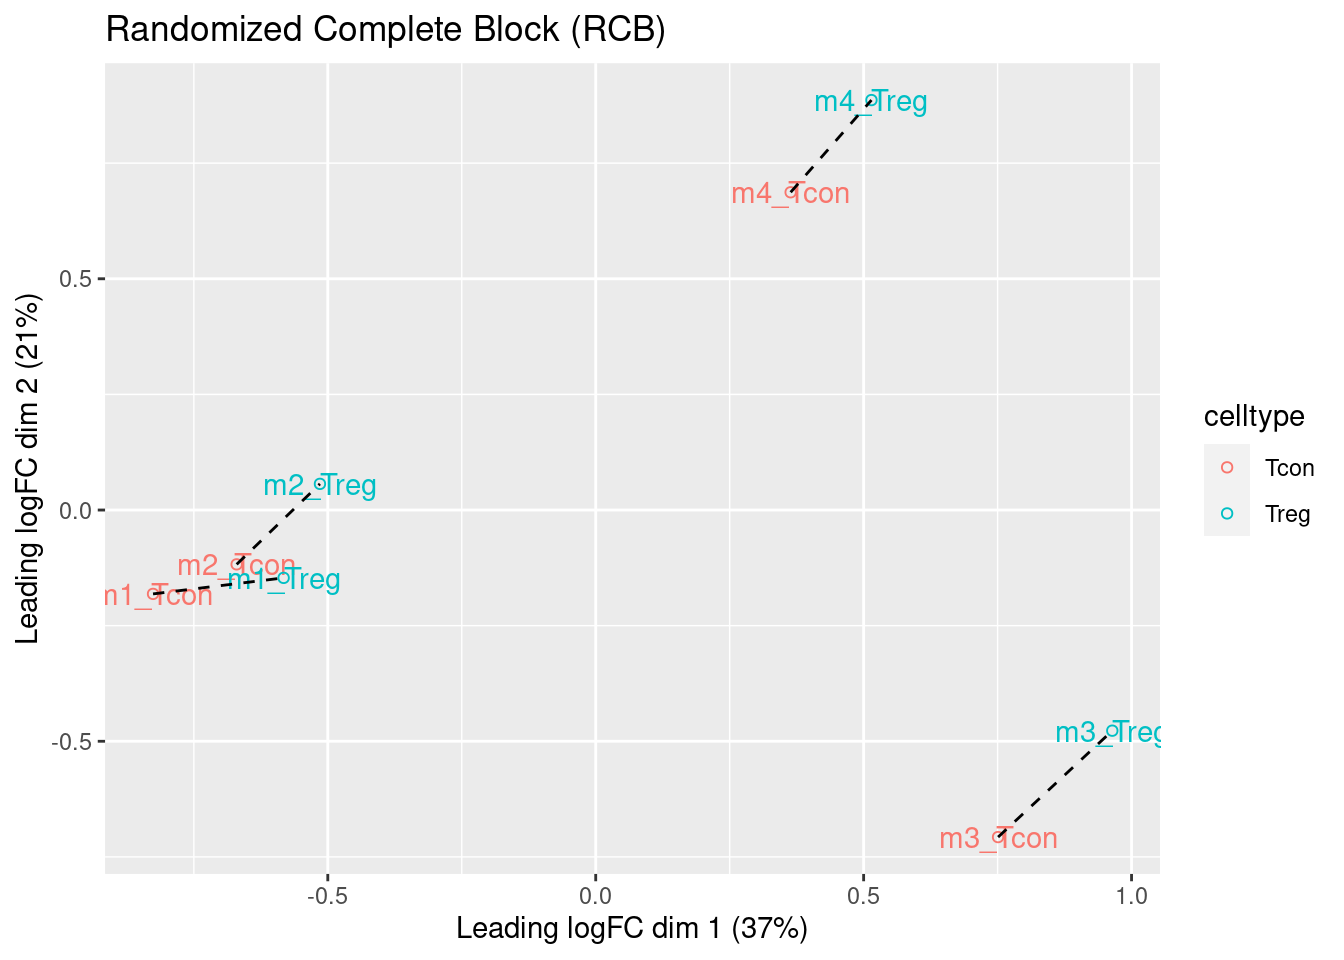 Randomized Complete Block (RCB)
m4_Treg
m4_Tcon
0.5
celltype
Tcon
Treg
m2_Treg
0.0
m2_Tcon
m1_Treg
m1_Tcon
Leading logFC dim 2 (21%)
m3_Treg
-0.5
m3_Tcon
-0.5
0.0
0.5
1.0
Leading logFC dim 1 (37%)